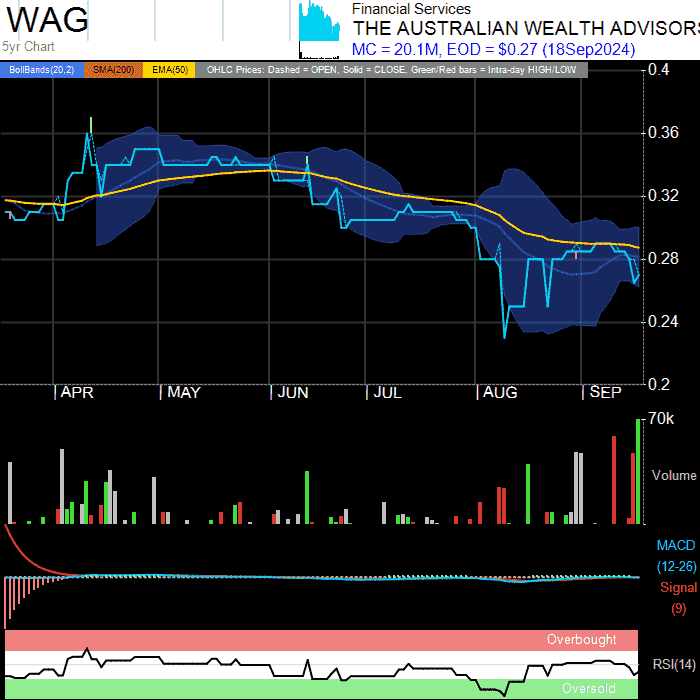 WAG
5yr Chart
Financial Services
THE AUSTRALIAN WEALTH ADVISORS
MC = 20.1M, EOD = $0.27 (18Sep2024)
BollBands(20,2) SMA(200) EMA(50) OHLC Prices: Dashed = OPEN, Solid = CLOSE, Green/Red bars = Intra-day HIGH/LOW
0.4
0.36
0.32
0.28
0.24
0.2
APR MAY JUN JUL AUG SEP
70k
Volume
MACD
(12-26)
Signal
(9)
Overbought
RSI(14)
Oversold